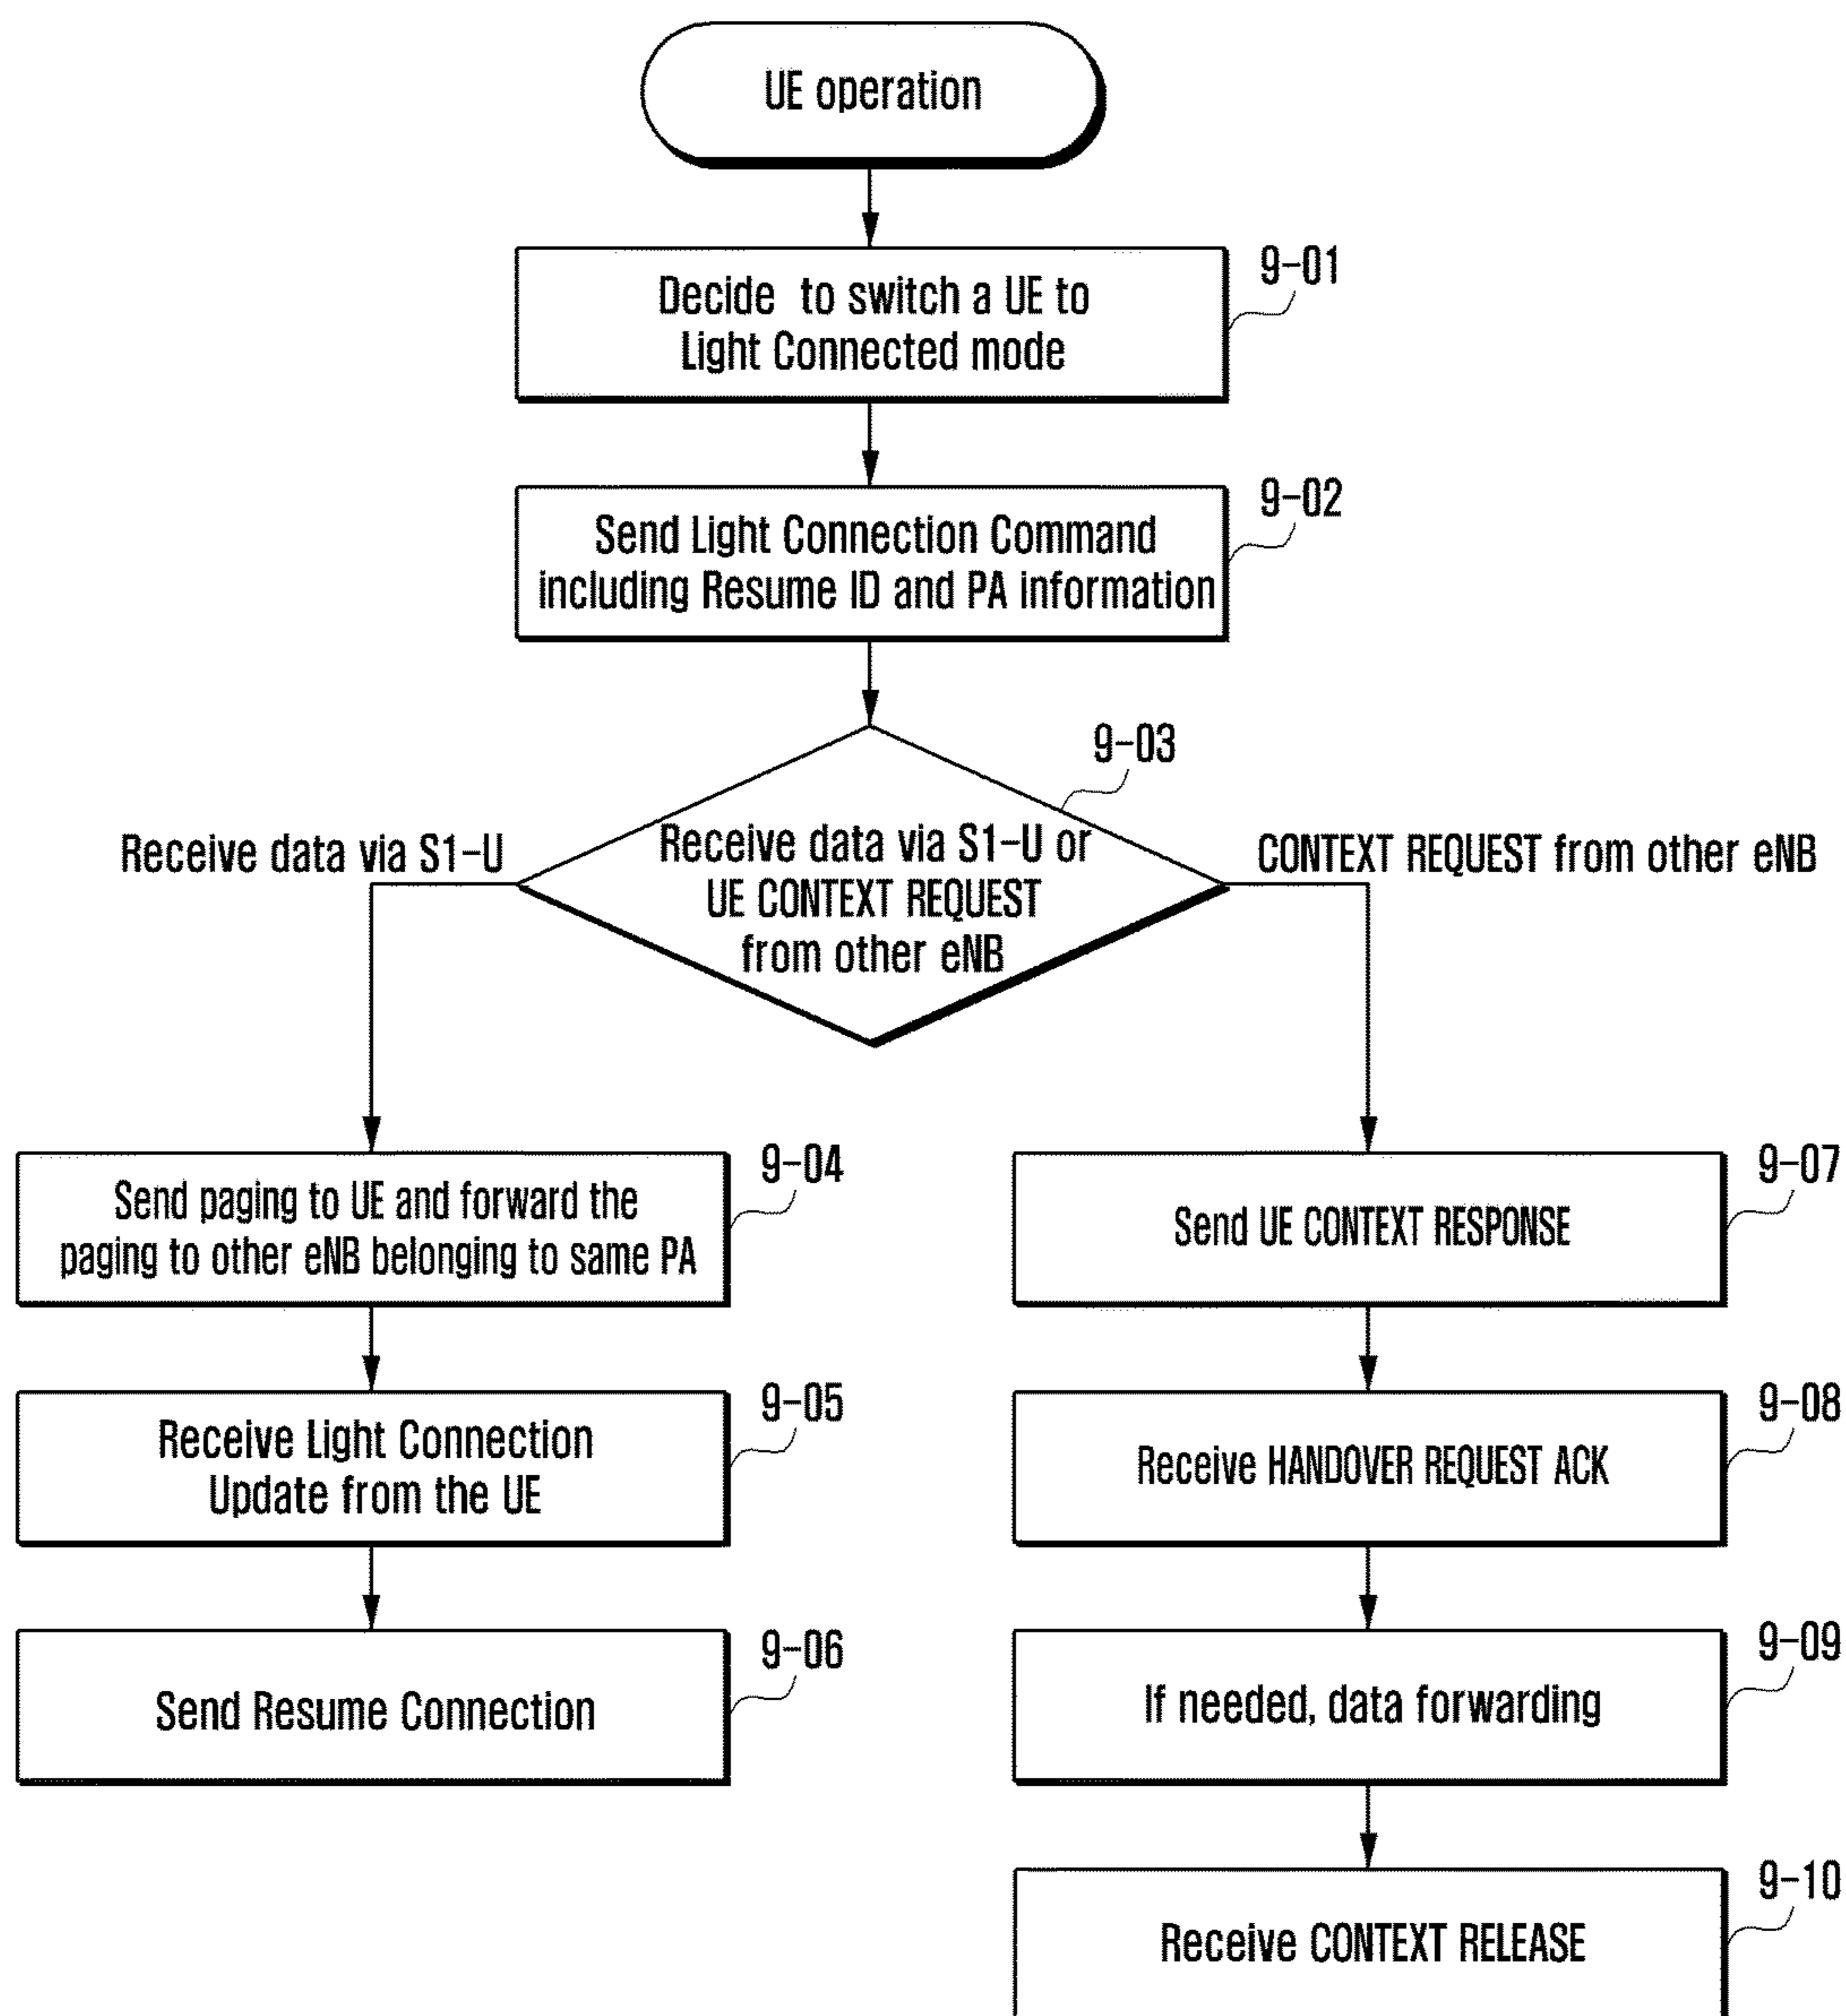 UE operation
9-01
Decide to switch a UE to
Light Connected mode
9-02
Send Light Connection Command
including Resume ID and PA information
9-03
Receive data via S1-U
Receive data via S1-U or
UE CONTEXT REQUEST
from other eNB
CONTEXT REQUEST from other eNB
9-04
Send paging to UE and forward the
paging to other eNB belonging to same PA
9-05
Receive Light Connection
Update from the UE
9-06
Send Resume Connection
9-07
Send UE CONTEXT RESPONSE
9-08
Receive HANDOVER REQUEST ACK
9-09
If needed, data forwarding
9-10
Receive CONTEXT RELEASE